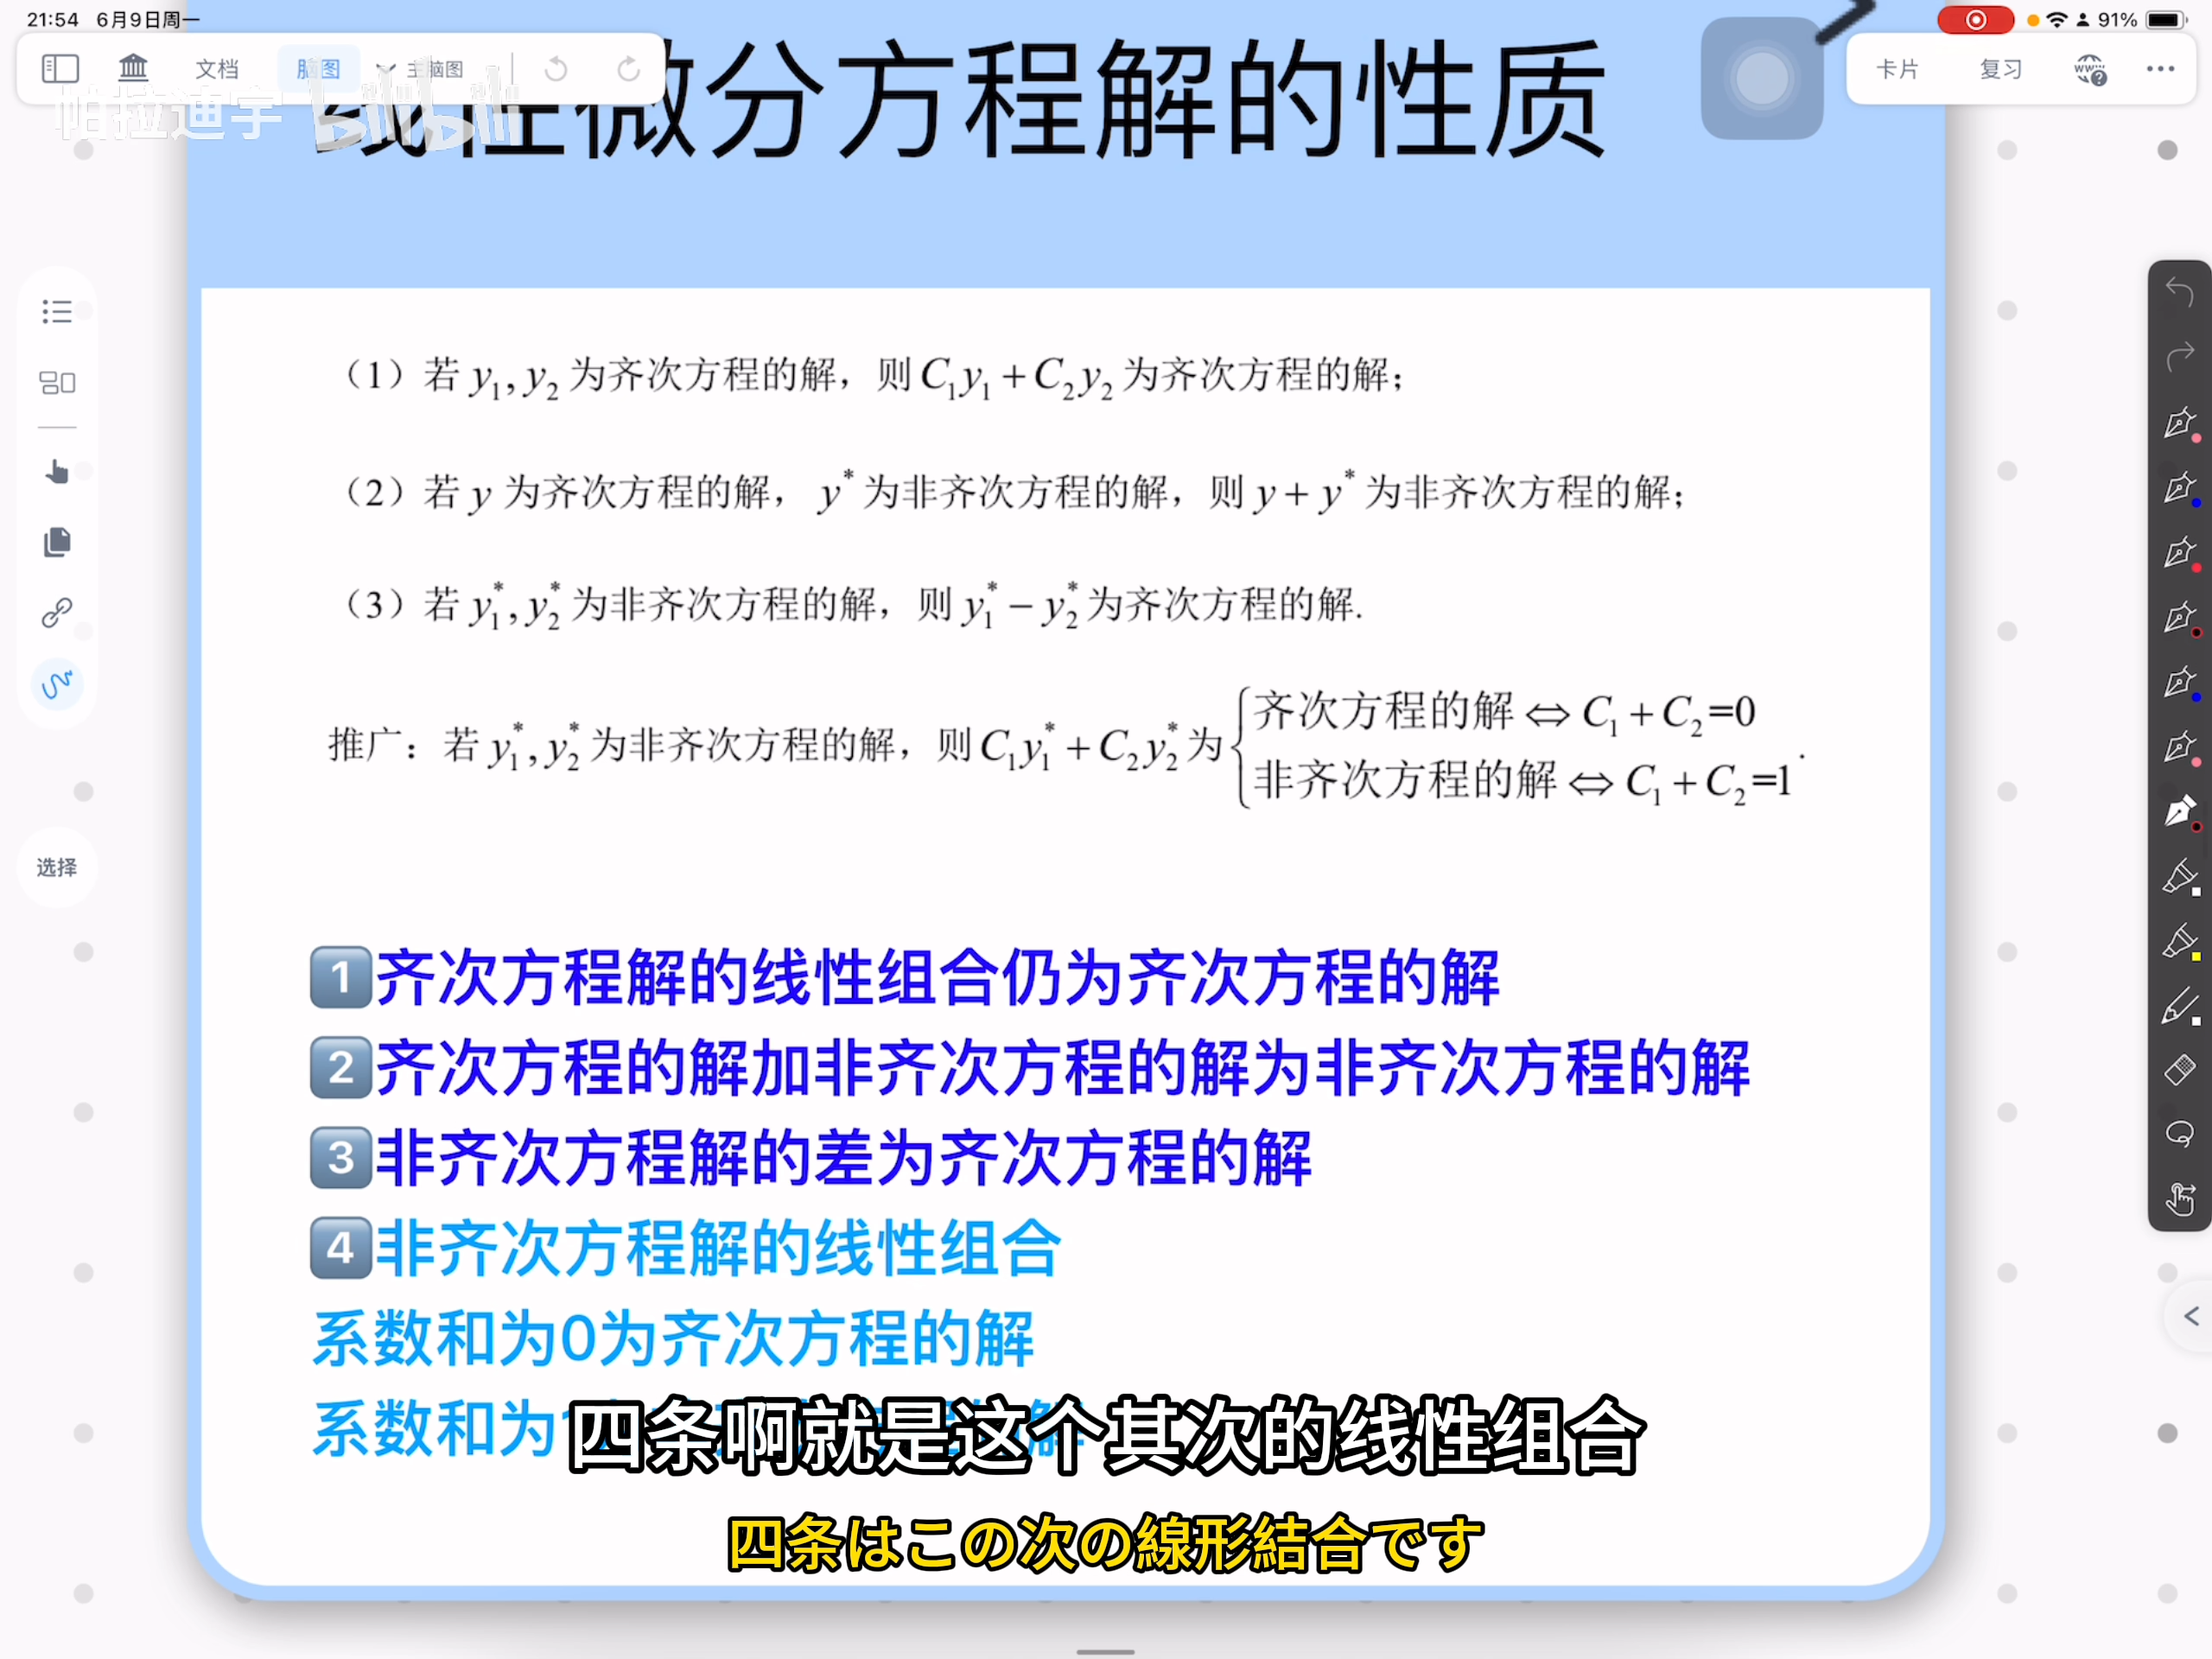 21:54 6月9日周一
91%
文档 脑图 主脑图
卡片 复习
帕拉迪宇 bilibili
线性微分方程解的性质
(1)若 y₁, y₂ 为齐次方程的解，则 C₁y₁ + C₂y₂ 为齐次方程的解；
(2)若 y 为齐次方程的解， y* 为非齐次方程的解，则 y + y* 为非齐次方程的解；
(3)若 y₁*, y₂* 为非齐次方程的解，则 y₁* − y₂* 为齐次方程的解.
推广：若 y₁*, y₂* 为非齐次方程的解，则 C₁y₁* + C₂y₂* 为
齐次方程的解 ⇔ C₁ + C₂=0
非齐次方程的解 ⇔ C₁ + C₂=1 .
选择
1 齐次方程解的线性组合仍为齐次方程的解
2 齐次方程的解加非齐次方程的解为非齐次方程的解
3 非齐次方程解的差为齐次方程的解
4 非齐次方程解的线性组合
系数和为0为齐次方程的解
系数和为
四条啊就是这个其次的线性组合
四条はこの次の線形結合です